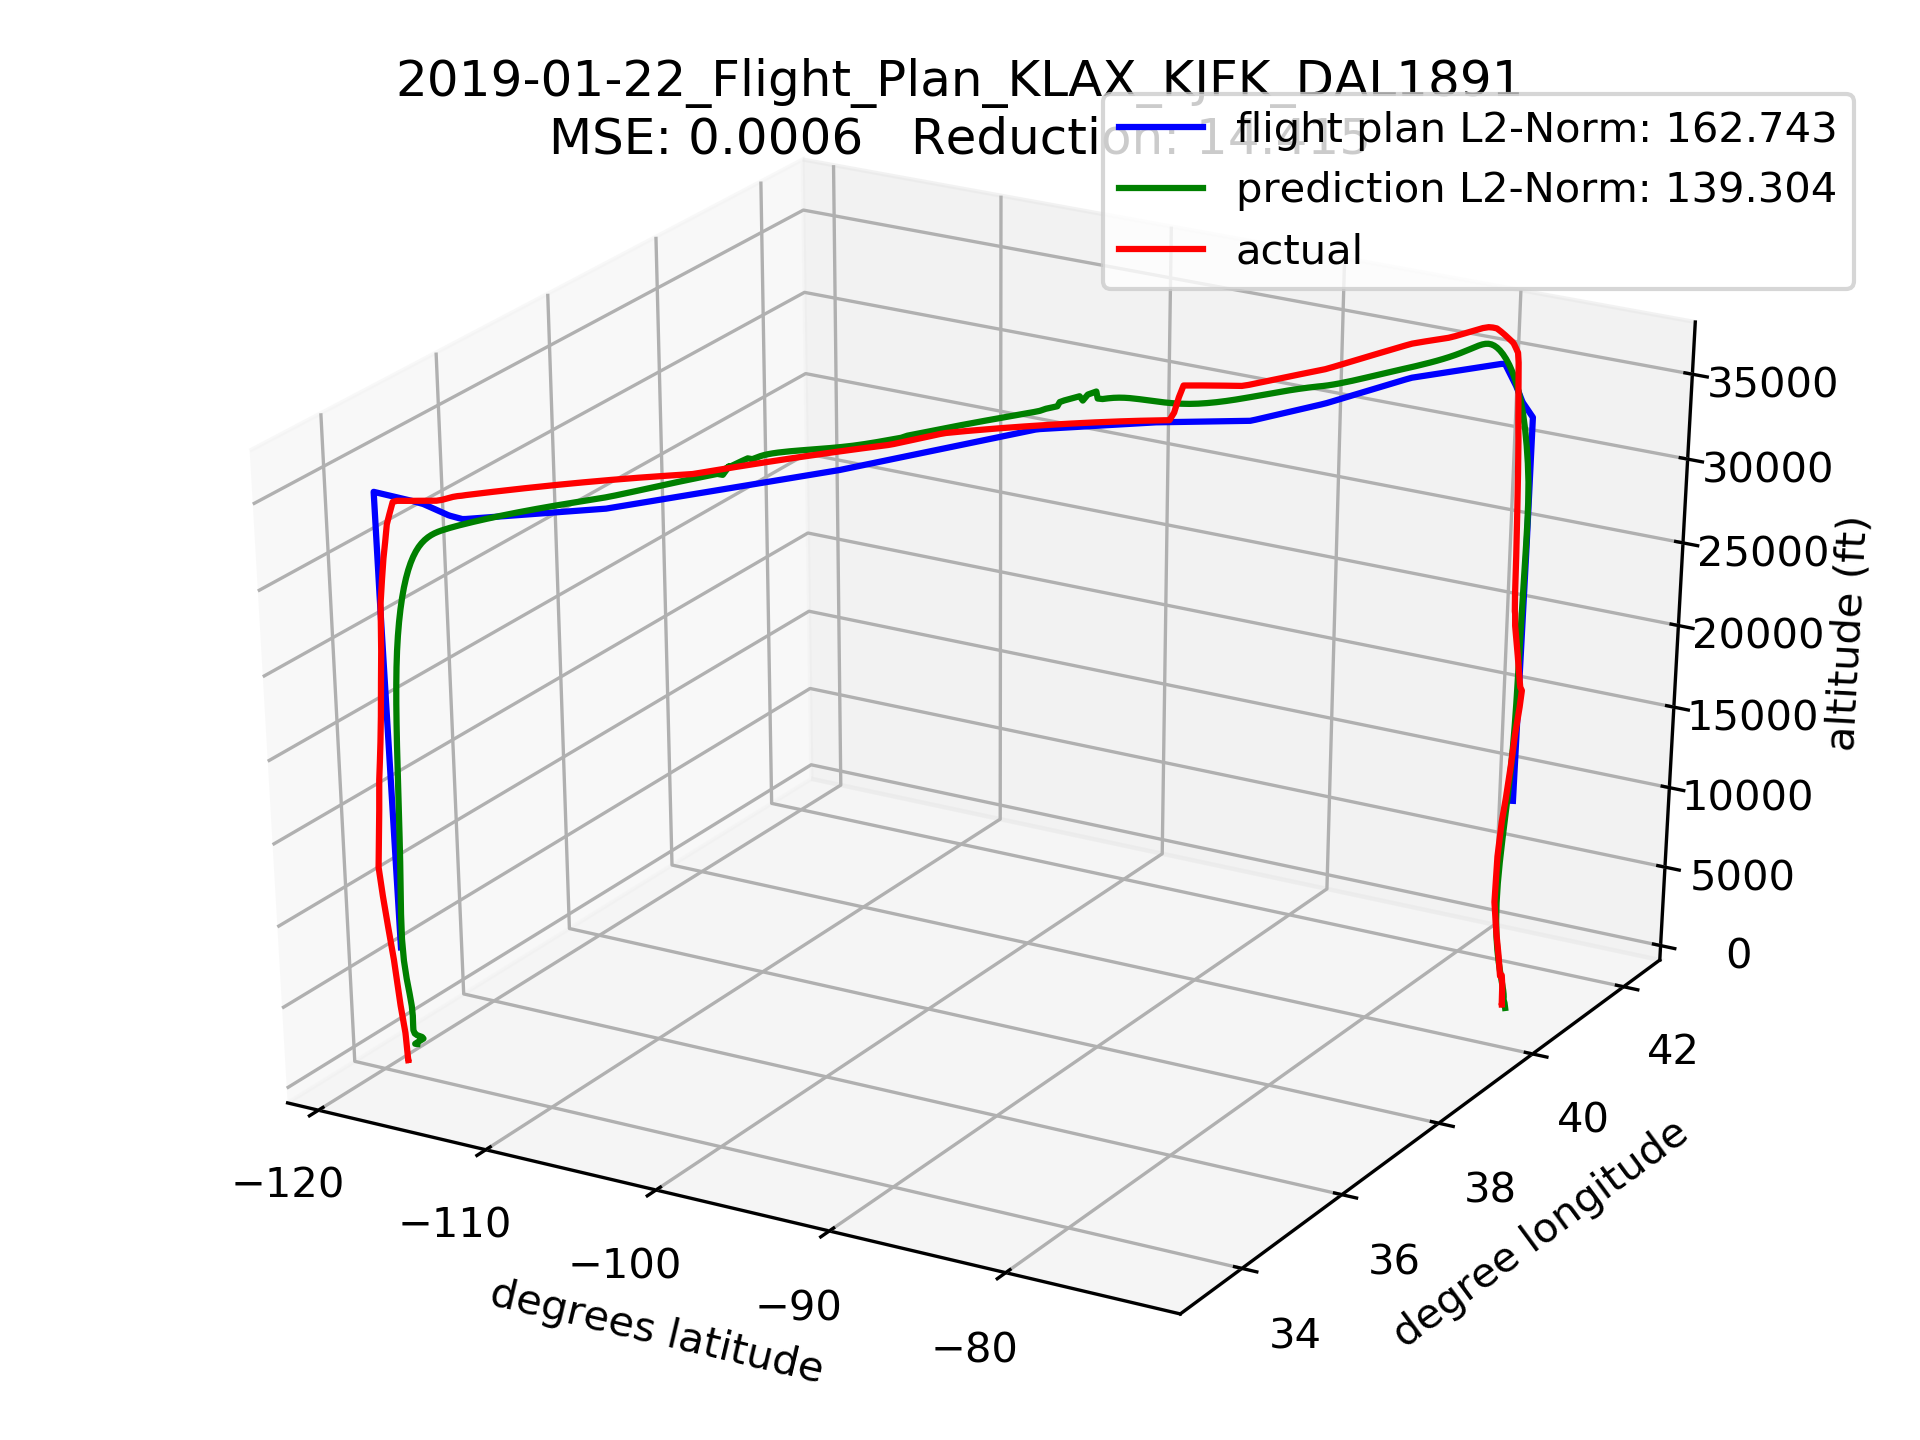 2019-01-22_Flight_Plan_KLAX_KJFK_DAL1891
MSE: 0.0006   Reduction: 14.415
flight plan L2-Norm: 162.743
prediction L2-Norm: 139.304
actual
35000
30000
25000
20000
15000
10000
5000
0
altitude (ft)
42
40
38
36
34
degree longitude
−120
−110
−100
−90
−80
degrees latitude